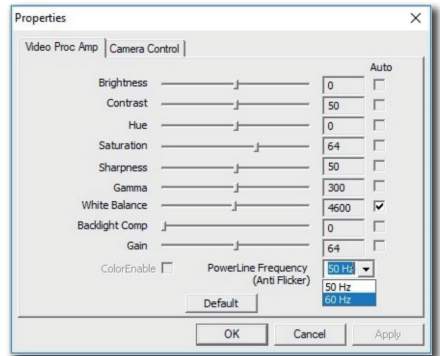 Properties
Video Proc Amp Camera Control
Auto
Brightness 0
Contrast 50
Hue 0
Saturation 64
Sharpness 50
Gamma 300
White Balance 4600
Backlight Comp 0
Gain 64
ColorEnable PowerLine Frequency 50 Hz
(Anti Flicker)
50 Hz
60 Hz
Default
OK Cancel Apply